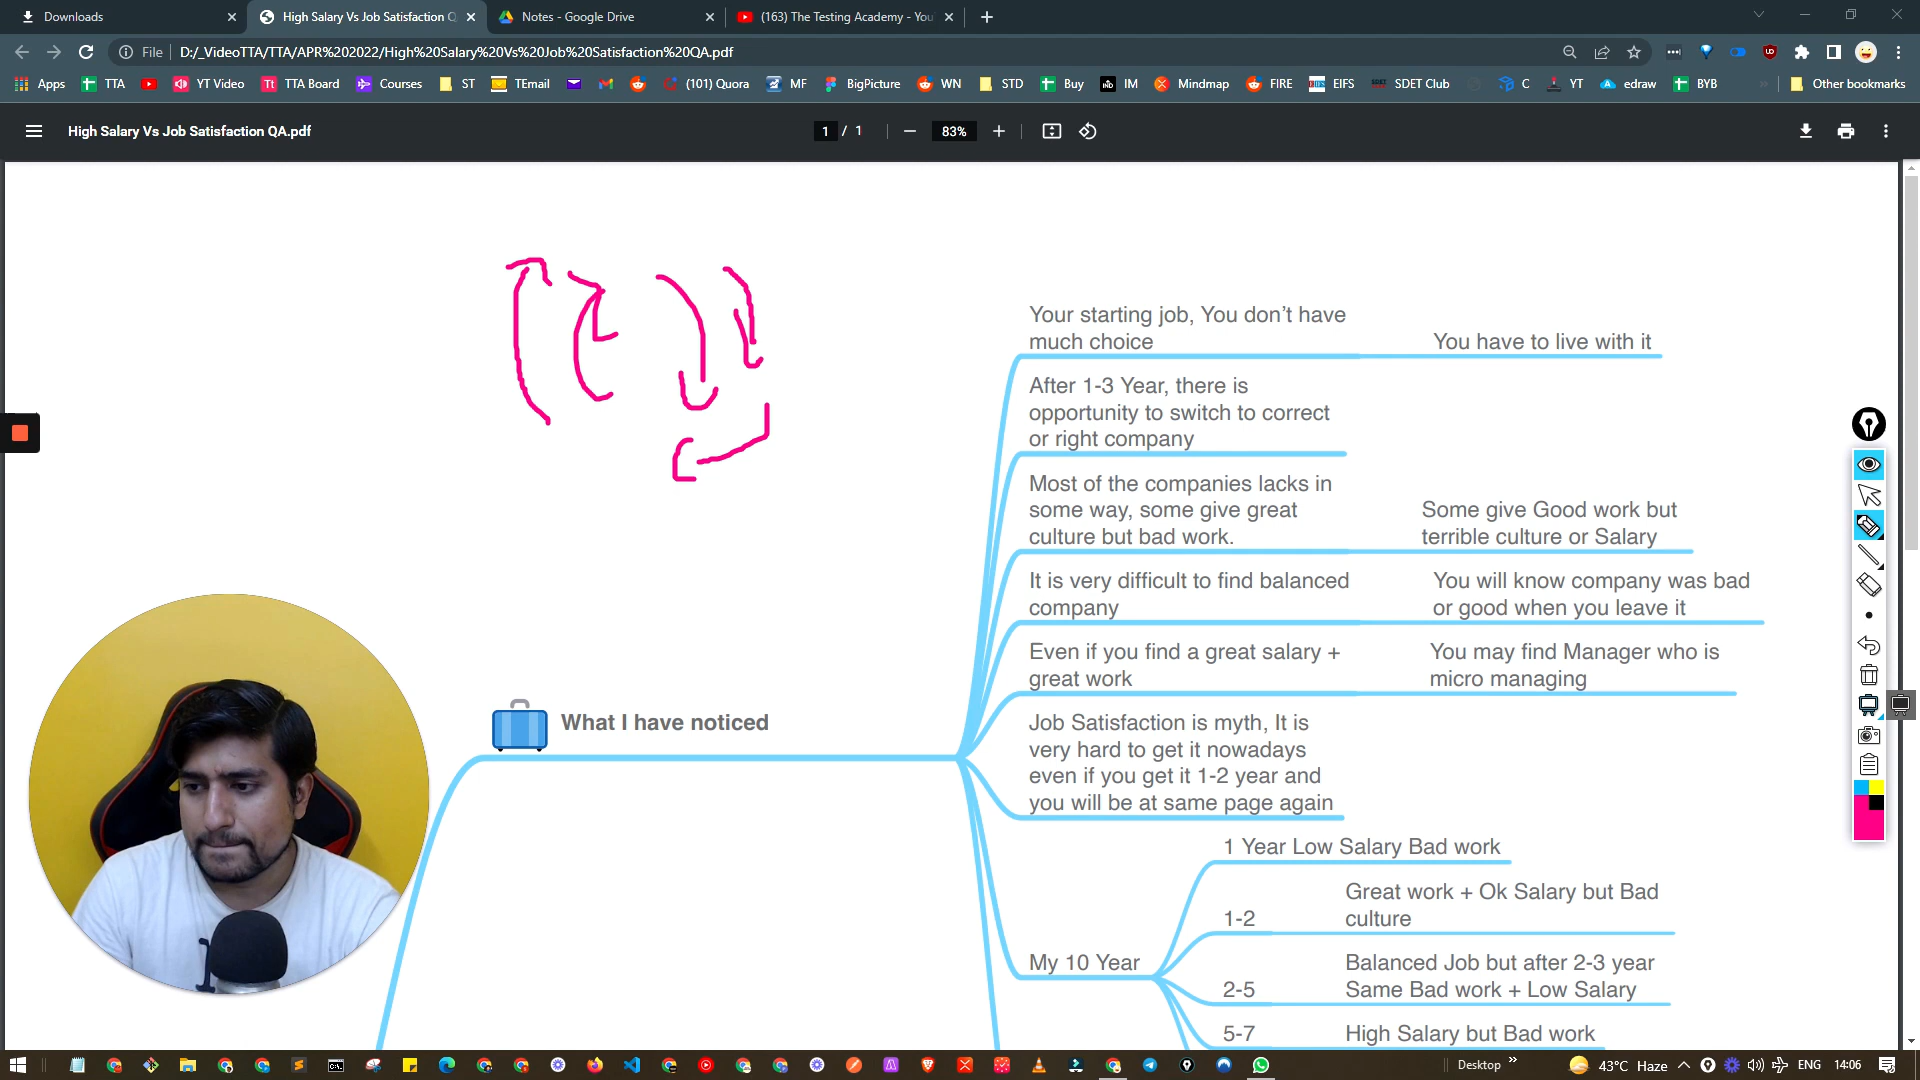 Downloads
High Salary Vs Job Satisfaction Q
Notes - Google Drive
(163) The Testing Academy - You
File
D:/_VideoTTA/TTA/APR%202022/High%20Salary%20Vs%20Job%20Satisfaction%20QA.pdf
Apps
TTA
YT Video
TTA Board
Courses
ST
TEmail
(101) Quora
MF
BigPicture
WN
STD
Buy
IM
Mindmap
FIRE
EIFS
SDET Club
C
YT
edraw
BYB
Other bookmarks
High Salary Vs Job Satisfaction QA.pdf
1 / 1
83%
Your starting job, You don't have
much choice
You have to live with it
After 1-3 Year, there is
opportunity to switch to correct
or right company
Most of the companies lacks in
some way, some give great
culture but bad work.
Some give Good work but
terrible culture or Salary
It is very difficult to find balanced
company
You will know company was bad
or good when you leave it
Even if you find a great salary +
great work
You may find Manager who is
micro managing
What I have noticed
Job Satisfaction is myth, It is
very hard to get it nowadays
even if you get it 1-2 year and
you will be at same page again
My 10 Year
1 Year Low Salary Bad work
1-2
Great work + Ok Salary but Bad
culture
2-5
Balanced Job but after 2-3 year
Same Bad work + Low Salary
5-7
High Salary but Bad work
Desktop
43°C Haze
ENG
14:06